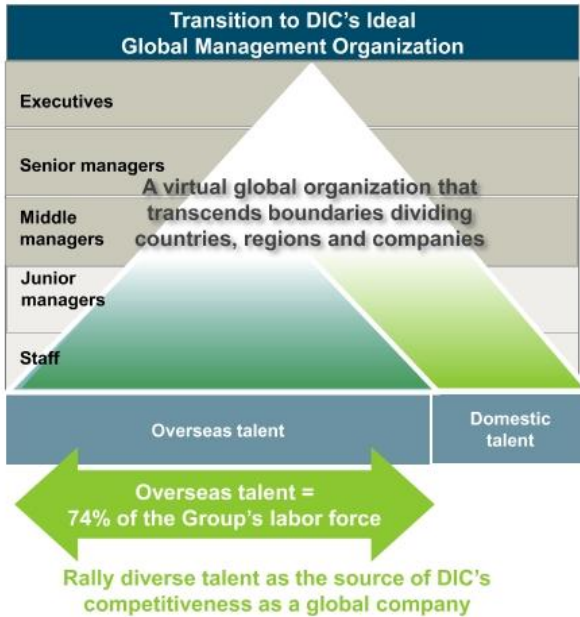 Transition to DIC's Ideal
Global Management Organization
Executives
Senior managers
A virtual global organization that
transcends boundaries dividing
countries, regions and companies
Middle
managers
Junior
managers
Staff
Overseas talent
Domestic
talent
Overseas talent =
74% of the Group's labor force
Rally diverse talent as the source of DIC's
competitiveness as a global company